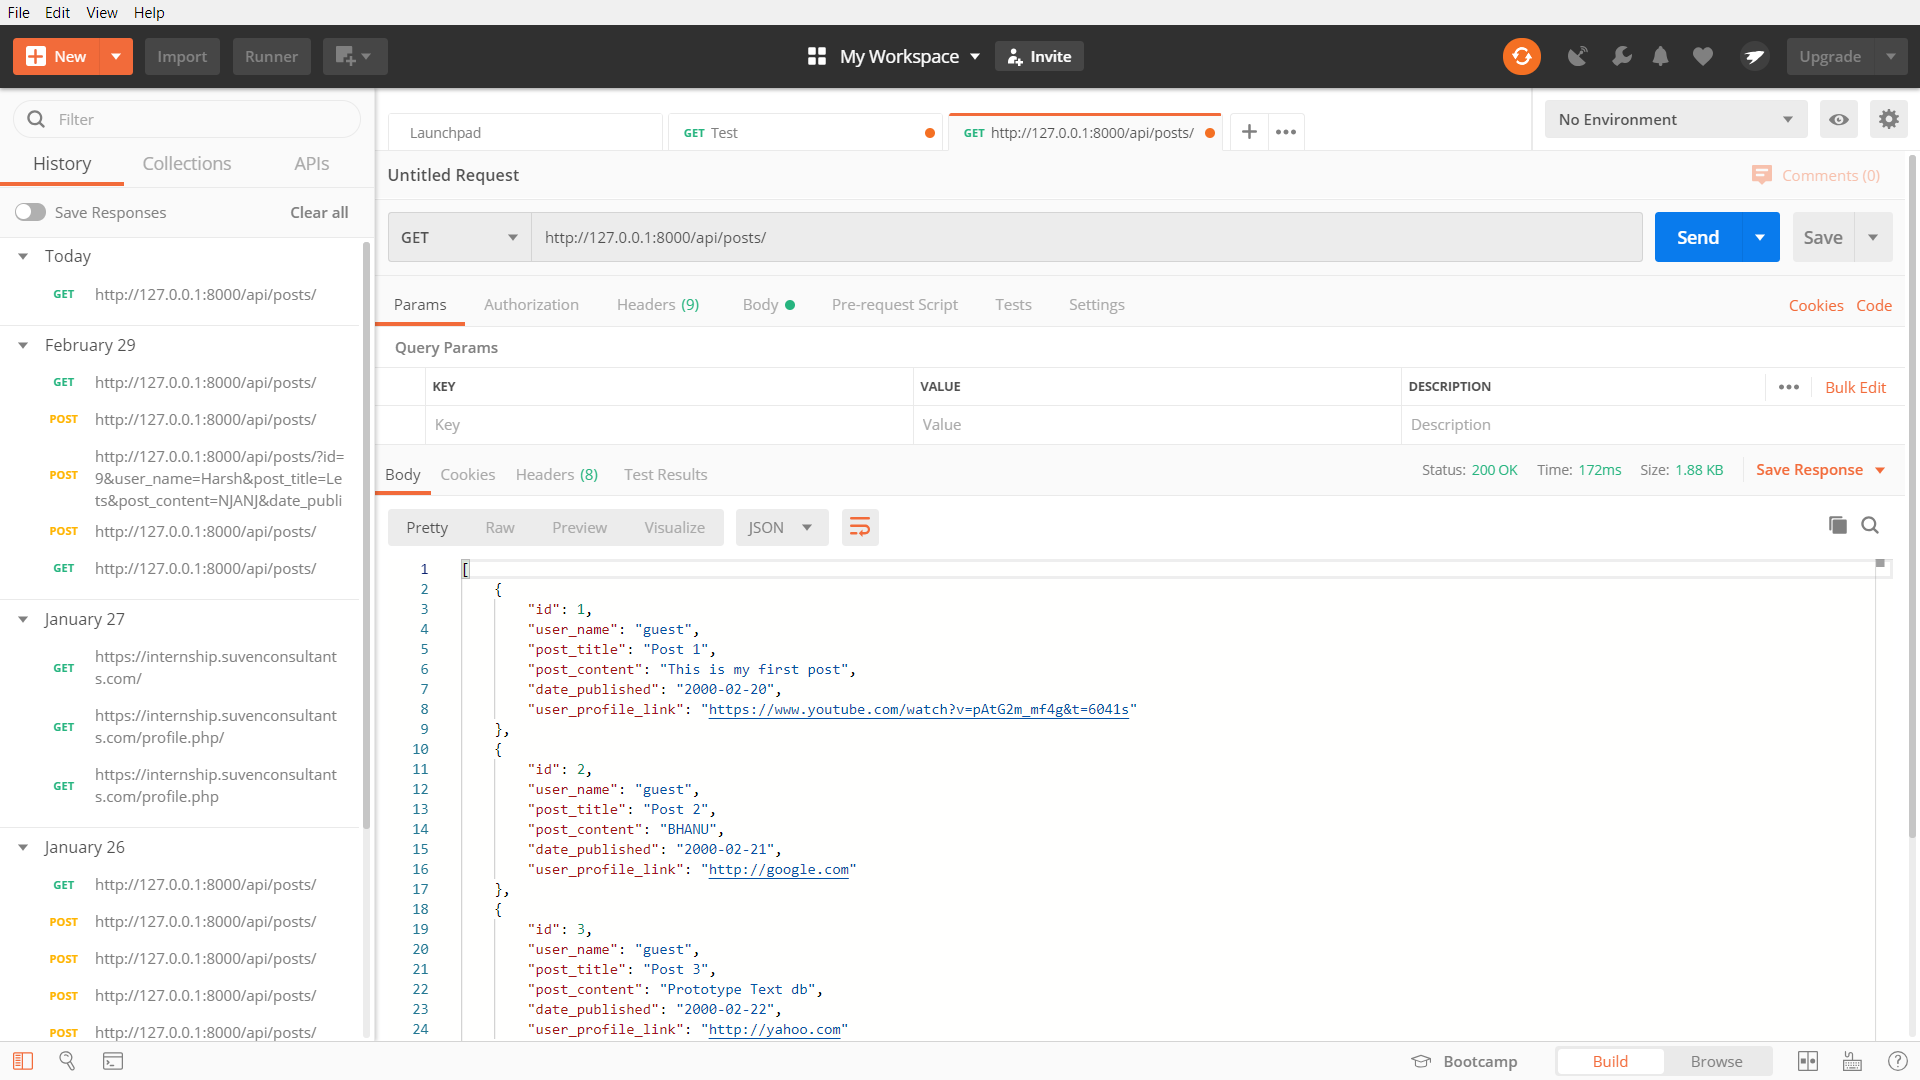 File Edit View Help
New Import Runner My Workspace Invite Upgrade
Filter
History Collections APIs
Save Responses Clear all
Today
GET http://127.0.0.1:8000/api/posts/
February 29
GET http://127.0.0.1:8000/api/posts/
POST http://127.0.0.1:8000/api/posts/
POST http://127.0.0.1:8000/api/posts/?id=
9&user_name=Harsh&post_title=Le
ts&post_content=NJANJ&date_publi
POST http://127.0.0.1:8000/api/posts/
GET http://127.0.0.1:8000/api/posts/
January 27
GET https://internship.suvenconsultant
s.com/
GET https://internship.suvenconsultant
s.com/profile.php/
GET https://internship.suvenconsultant
s.com/profile.php
January 26
GET http://127.0.0.1:8000/api/posts/
POST http://127.0.0.1:8000/api/posts/
POST http://127.0.0.1:8000/api/posts/
POST http://127.0.0.1:8000/api/posts/
POST http://127.0.0.1:8000/api/posts/
Launchpad GET Test GET http://127.0.0.1:8000/api/posts/ No Environment
Untitled Request Comments (0)
GET http://127.0.0.1:8000/api/posts/ Send Save
Params Authorization Headers (9) Body Pre-request Script Tests Settings Cookies Code
Query Params
KEY VALUE DESCRIPTION Bulk Edit
Key Value Description
Body Cookies Headers (8) Test Results Status: 200 OK Time: 172ms Size: 1.88 KB Save Response
Pretty Raw Preview Visualize JSON
1 [
2 {
3 "id": 1,
4 "user_name": "guest",
5 "post_title": "Post 1",
6 "post_content": "This is my first post",
7 "date_published": "2000-02-20",
8 "user_profile_link": "https://www.youtube.com/watch?v=pAtG2m_mf4g&t=6041s"
9 },
10 {
11 "id": 2,
12 "user_name": "guest",
13 "post_title": "Post 2",
14 "post_content": "BHANU",
15 "date_published": "2000-02-21",
16 "user_profile_link": "http://google.com"
17 },
18 {
19 "id": 3,
20 "user_name": "guest",
21 "post_title": "Post 3",
22 "post_content": "Prototype Text db",
23 "date_published": "2000-02-22",
24 "user_profile_link": "http://yahoo.com"
Bootcamp Build Browse